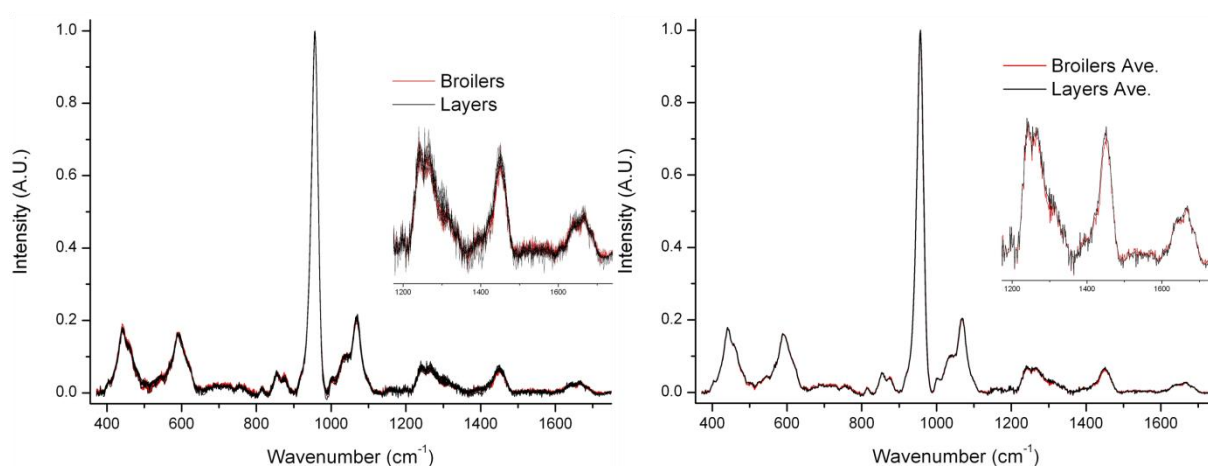 1.0
0.8
0.6
0.4
0.2
0.0
Intensity (A.U.)
Broilers
Layers
1200 1400 1600
400 600 800 1000 1200 1400 1600
Wavenumber (cm⁻¹)
1.0
0.8
0.6
0.4
0.2
0.0
Intensity (A.U.)
Broilers Ave.
Layers Ave.
1200 1400 1600
400 600 800 1000 1200 1400 1600
Wavenumber (cm⁻¹)